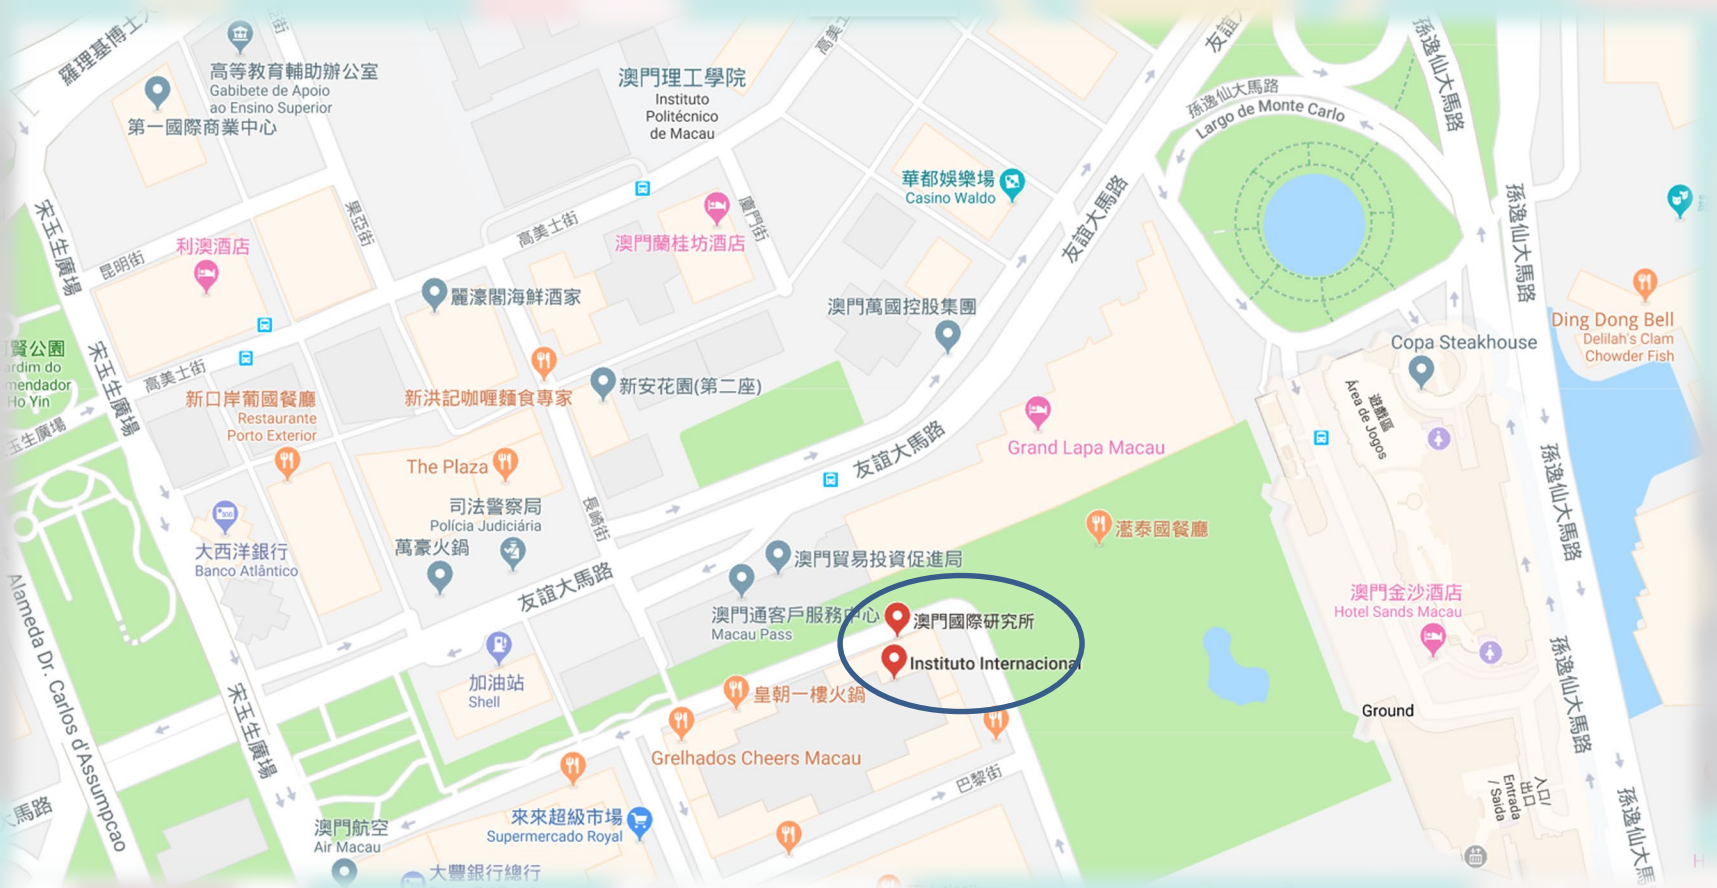 羅理基博士
高等教育輔助辦公室
Gabibete de Apoio
ao Ensino Superior
第一國際商業中心
澳門理工學院
Instituto
Politécnico
de Macau
高美士
友誼大
孫逸仙大馬路
孫逸仙大馬路
Largo de Monte Carlo
華都娛樂場
Casino Waldo
友誼大馬路
孫逸仙大馬路
宋玉生廣場
果亞街
利澳酒店
昆明街
高美士街
澳門蘭桂坊酒店
蘭門街
麗濠閣海鮮酒家
澳門萬國控股集團
Ding Dong Bell
Delilah's Clam
Chowder Fish
Copa Steakhouse
賢公園
ardim do
mendador
Ho Yin
宋玉生廣場
高美士街
新口岸葡國餐廳
Restaurante
Porto Exterior
新洪記咖喱麵食專家
新安花園(第二座)
遊戲區
Área de Jogos
玉生廣場
The Plaza
友誼大馬路
Grand Lapa Macau
孫逸仙大馬路
司法警察局
Polícia Judiciária
長崎街
萬豪火鍋
大西洋銀行
Banco Atlântico
灆泰國餐廳
澳門貿易投資促進局
友誼大馬路
澳門通客戶服務中心
Macau Pass
澳門國際研究所
Instituto Internacional
澳門金沙酒店
Hotel Sands Macau
Alameda Dr. Carlos d'Assumpcao
宋玉生廣場
加油站
Shell
皇朝一樓火鍋
Grelhados Cheers Macau
Ground
孫逸仙大馬路
巴黎街
入口/
出口
Entrada
/ Saida
馬路
澳門航空
Air Macau
來來超級市場
Supermercado Royal
大豐銀行總行
孫逸仙大馬